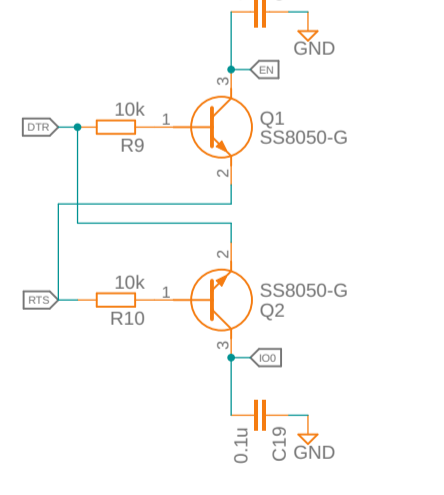 GND
EN
3
10k
DTR
1
Q1
SS8050-G
R9
2
2
10k
SS8050-G
RTS
1
Q2
R10
3
IO0
0.1u
C19
GND